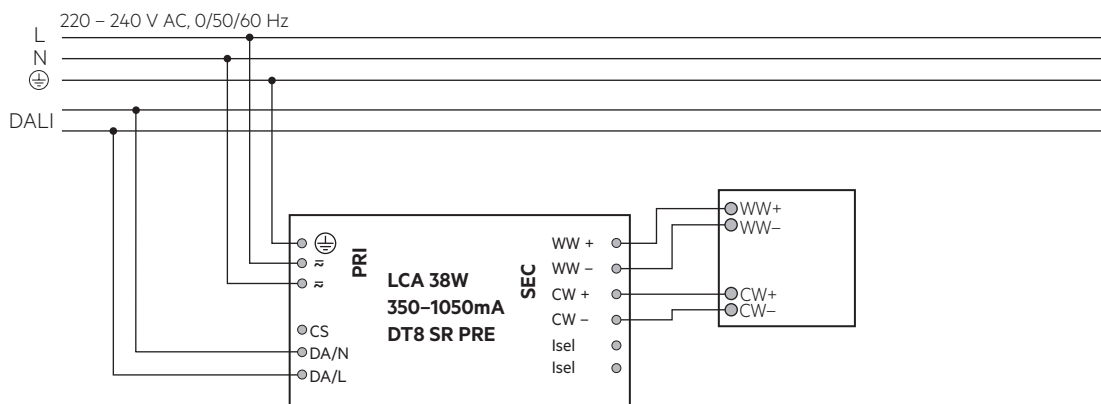 220 – 240 V AC, 0/50/60 Hz
L
N
DALI
PRI
LCA 38W
350–1050mA
DT8 SR PRE
SEC
≂
≂
CS
DA/N
DA/L
WW +
WW –
CW +
CW –
Isel
Isel
WW+
WW–
CW+
CW–